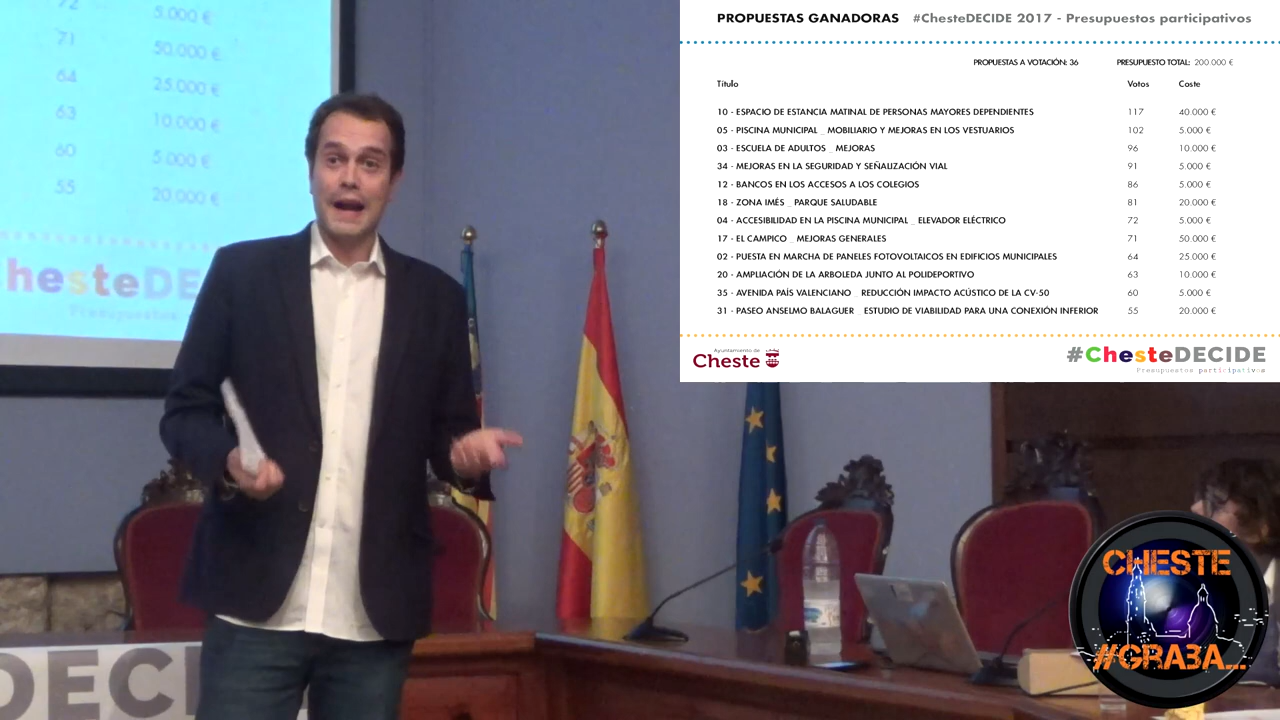 PROPUESTAS GANADORAS #ChesteDECIDE 2017 - Presupuestos participativos
PROPUESTAS A VOTACIÓN: 36 PRESUPUESTO TOTAL: 200.000 €
Título Votos Coste
10 - ESPACIO DE ESTANCIA MATINAL DE PERSONAS MAYORES DEPENDIENTES 117 40.000 €
05 - PISCINA MUNICIPAL _ MOBILIARIO Y MEJORAS EN LOS VESTUARIOS 102 5.000 €
03 - ESCUELA DE ADULTOS _ MEJORAS 96 10.000 €
34 - MEJORAS EN LA SEGURIDAD Y SEÑALIZACIÓN VIAL 91 5.000 €
12 - BANCOS EN LOS ACCESOS A LOS COLEGIOS 86 5.000 €
18 - ZONA IMÉS _ PARQUE SALUDABLE 81 20.000 €
04 - ACCESIBILIDAD EN LA PISCINA MUNICIPAL _ ELEVADOR ELÉCTRICO 72 5.000 €
17 - EL CAMPICO _ MEJORAS GENERALES 71 50.000 €
02 - PUESTA EN MARCHA DE PANELES FOTOVOLTAICOS EN EDIFICIOS MUNICIPALES 64 25.000 €
20 - AMPLIACIÓN DE LA ARBOLEDA JUNTO AL POLIDEPORTIVO 63 10.000 €
35 - AVENIDA PAÍS VALENCIANO _ REDUCCIÓN IMPACTO ACÚSTICO DE LA CV-50 60 5.000 €
31 - PASEO ANSELMO BALAGUER _ ESTUDIO DE VIABILIDAD PARA UNA CONEXIÓN INFERIOR 55 20.000 €
Ayuntamiento de
Cheste
#ChesteDECIDE
Presupuestos participativos
72 5.000 €
71 50.000 €
64 25.000 €
63 10.000 €
60 5.000 €
55 20.000 €
ChesteDE
Presupuestos
DECI
CHESTE
#GRABA...